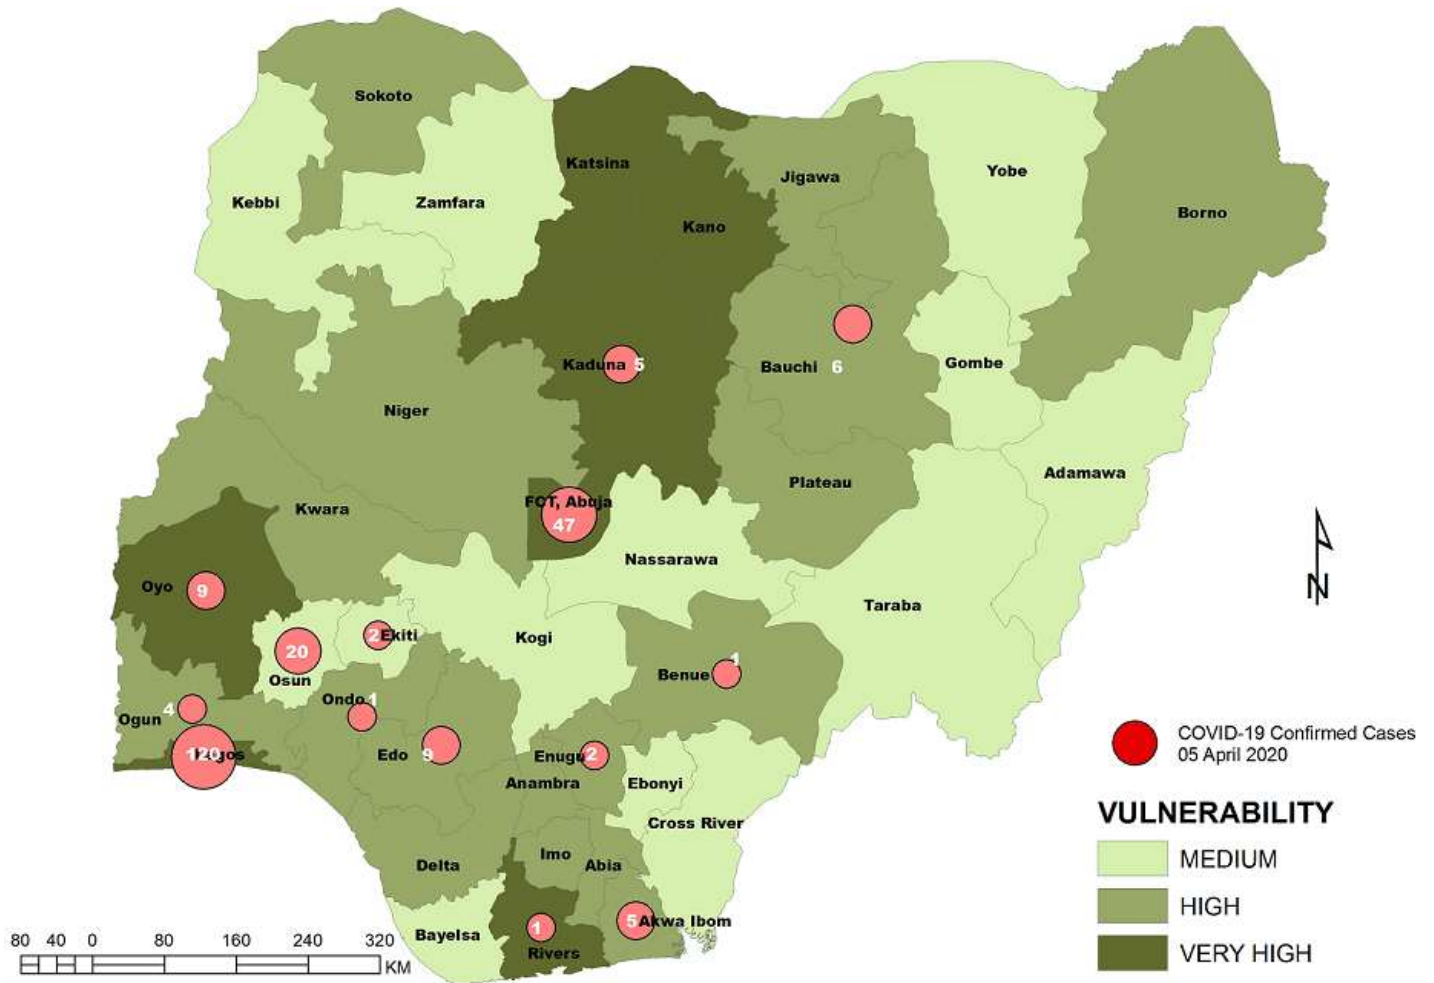 Sokoto
Katsina
Jigawa
Yobe
Kebbi
Zamfara
Borno
Kano
Kaduna 5
Bauchi 6
Gombe
Niger
Adamawa
Plateau
FCT, Abuja
47
Kwara
Nassarawa
Oyo 9
Taraba
2 Ekiti
Kogi
20
Osun
Benue 1
Ondo 1
Ogun 4
120
Lagos
Edo 9
Enugu 2
Anambra
Ebonyi
Cross River
Imo
Abia
Delta
5 Akwa Ibom
Bayelsa
1
Rivers
N
COVID-19 Confirmed Cases
05 April 2020
VULNERABILITY
MEDIUM
HIGH
VERY HIGH
80 40 0 80 160 240 320
KM